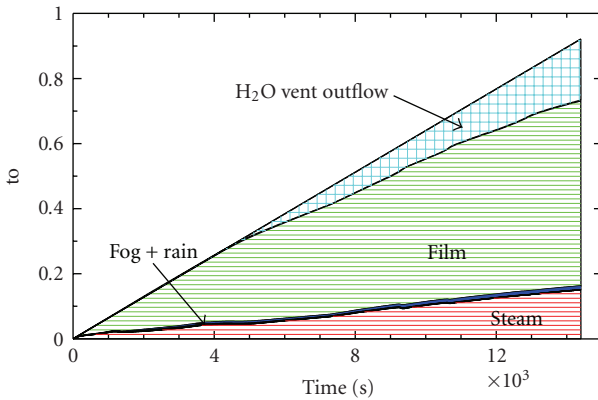 1
0.8
0.6
0.4
0.2
0
to
H₂O vent outflow
Fog + rain
Film
Steam
0
4
8
12
×10³
Time (s)